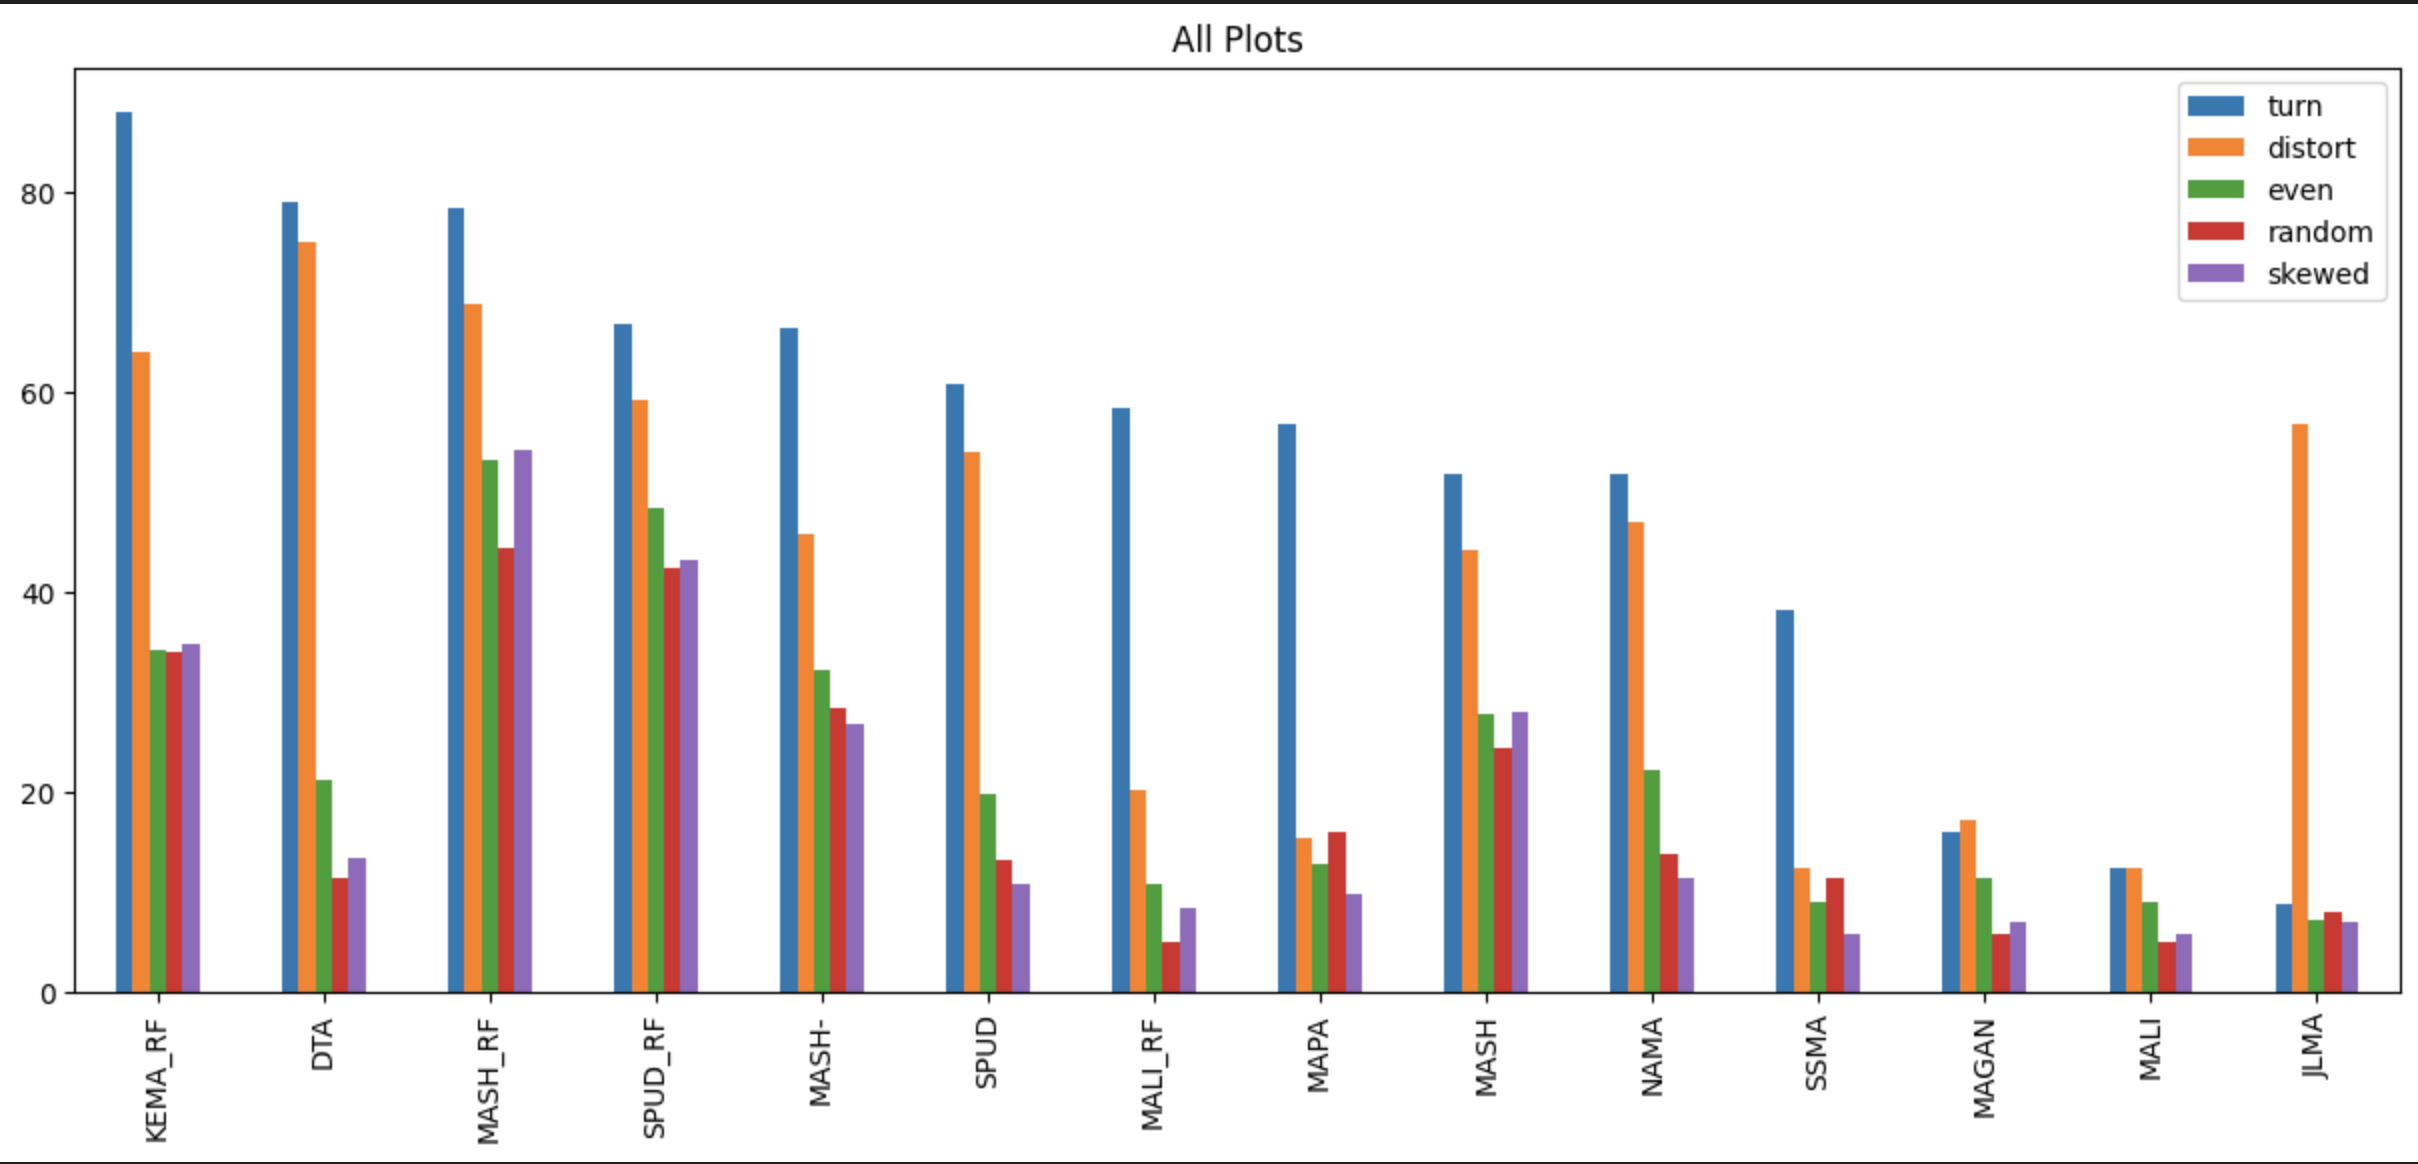 All Plots
turn
distort
even
random
skewed
80
60
40
20
0
KEMA_RF
DTA
MASH_RF
SPUD_RF
MASH-
SPUD
MALI_RF
MAPA
MASH
NAMA
SSMA
MAGAN
MALI
JLMA